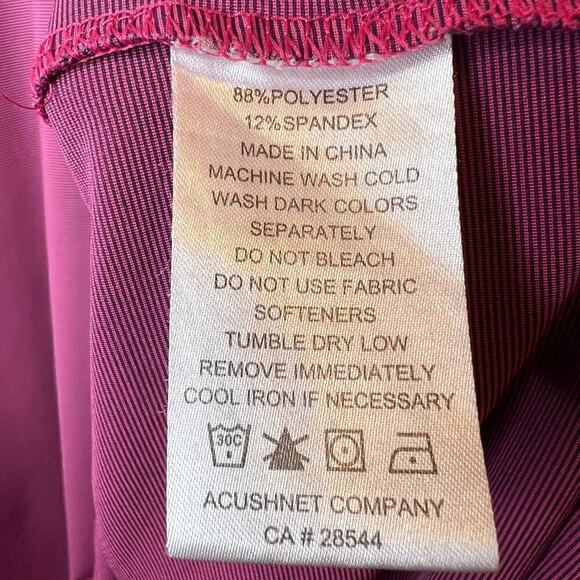 88%POLYESTER
12%SPANDEX
MADE IN CHINA
MACHINE WASH COLD
WASH DARK COLORS
SEPARATELY
DO NOT BLEACH
DO NOT USE FABRIC
SOFTENERS
TUMBLE DRY LOW
REMOVE IMMEDIATELY
COOL IRON IF NECESSARY
30C
ACUSHNET COMPANY
CA # 28544